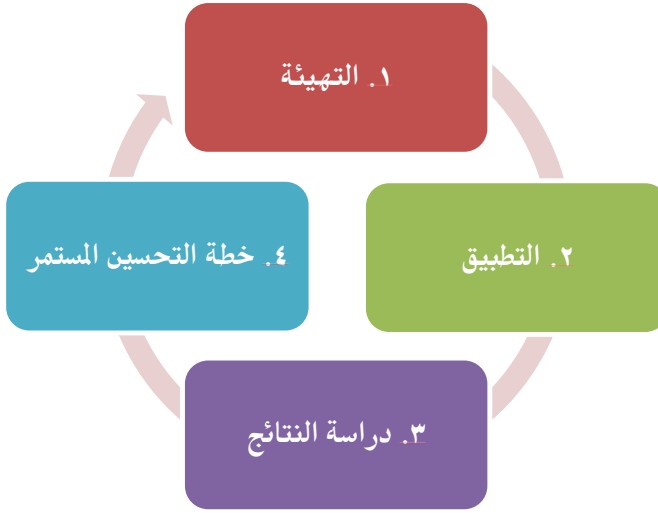 ١. التهيئة
٢. التطبيق
٣. دراسة النتائج
٤. خطة التحسين المستمر